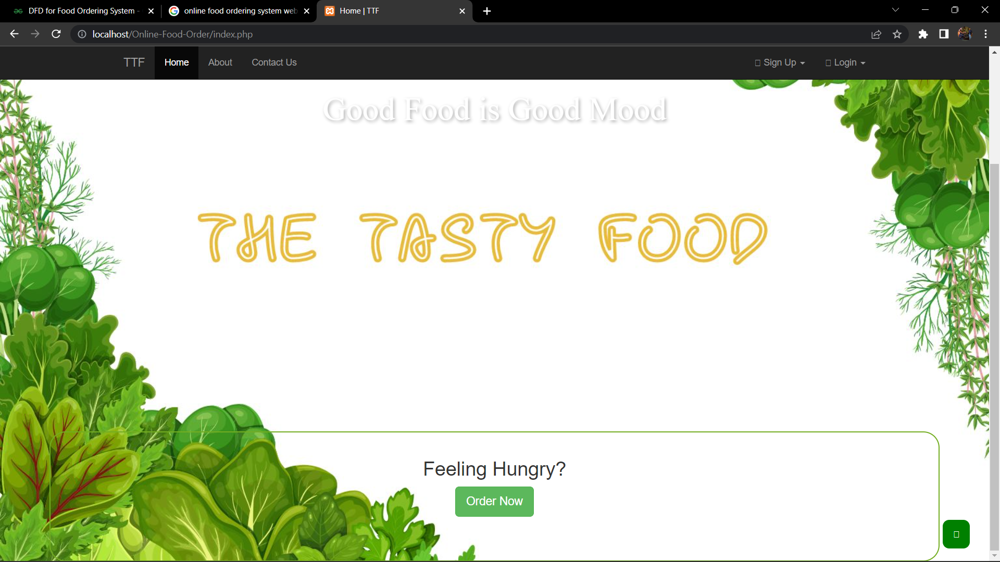 DFD for Food Ordering System -
online food ordering system web
Home | TTF
localhost/Online-Food-Order/index.php
TTF Home About Contact Us Sign Up Login
Good Food is Good Mood
THE TASTY FOOD
Feeling Hungry?
Order Now